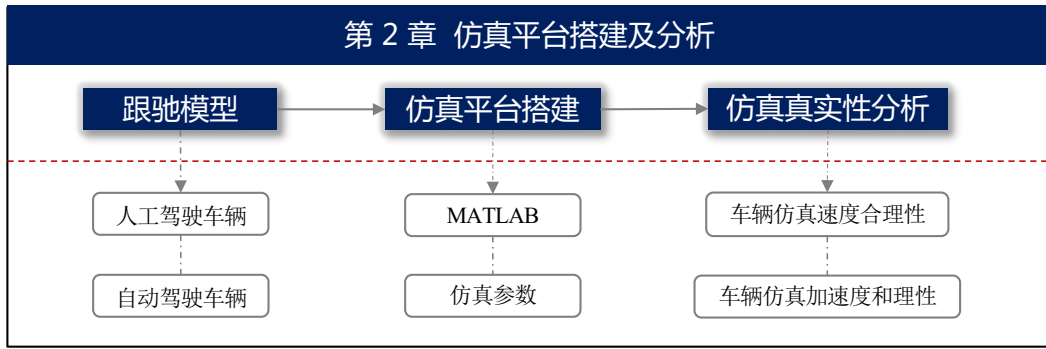 第 2 章 仿真平台搭建及分析
跟驰模型
仿真平台搭建
仿真真实性分析
人工驾驶车辆
MATLAB
车辆仿真速度合理性
自动驾驶车辆
仿真参数
车辆仿真加速度和理性